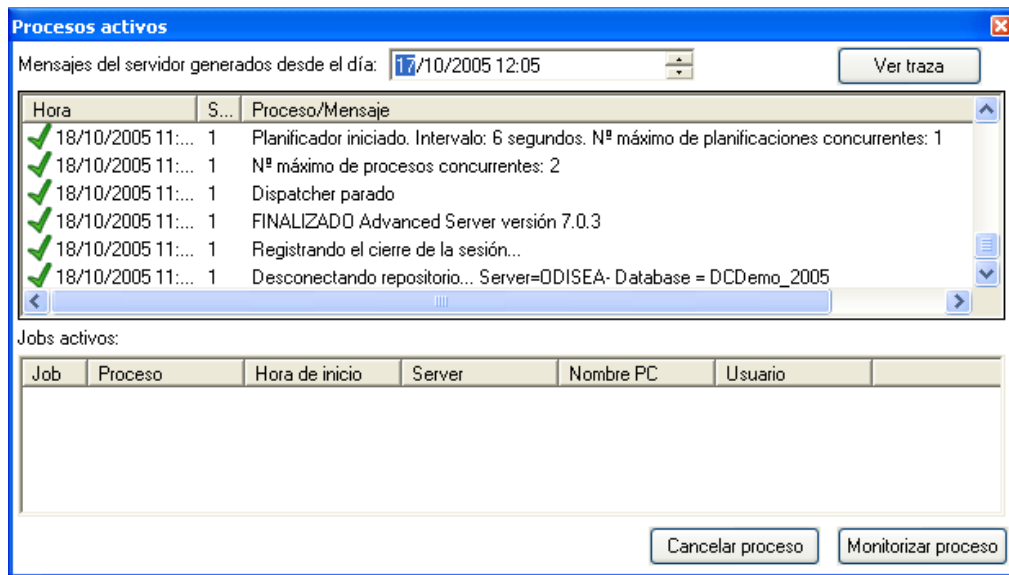 Procesos activos
Mensajes del servidor generados desde el día: 17/10/2005 12:05 Ver traza
Hora S... Proceso/Mensaje
18/10/2005 11:... 1 Planificador iniciado. Intervalo: 6 segundos. Nº máximo de planificaciones concurrentes: 1
18/10/2005 11:... 1 Nº máximo de procesos concurrentes: 2
18/10/2005 11:... 1 Dispatcher parado
18/10/2005 11:... 1 FINALIZADO Advanced Server versión 7.0.3
18/10/2005 11:... 1 Registrando el cierre de la sesión...
18/10/2005 11:... 1 Desconectando repositorio... Server=ODISEA- Database = DCDemo_2005
Jobs activos:
Job Proceso Hora de inicio Server Nombre PC Usuario
Cancelar proceso Monitorizar proceso